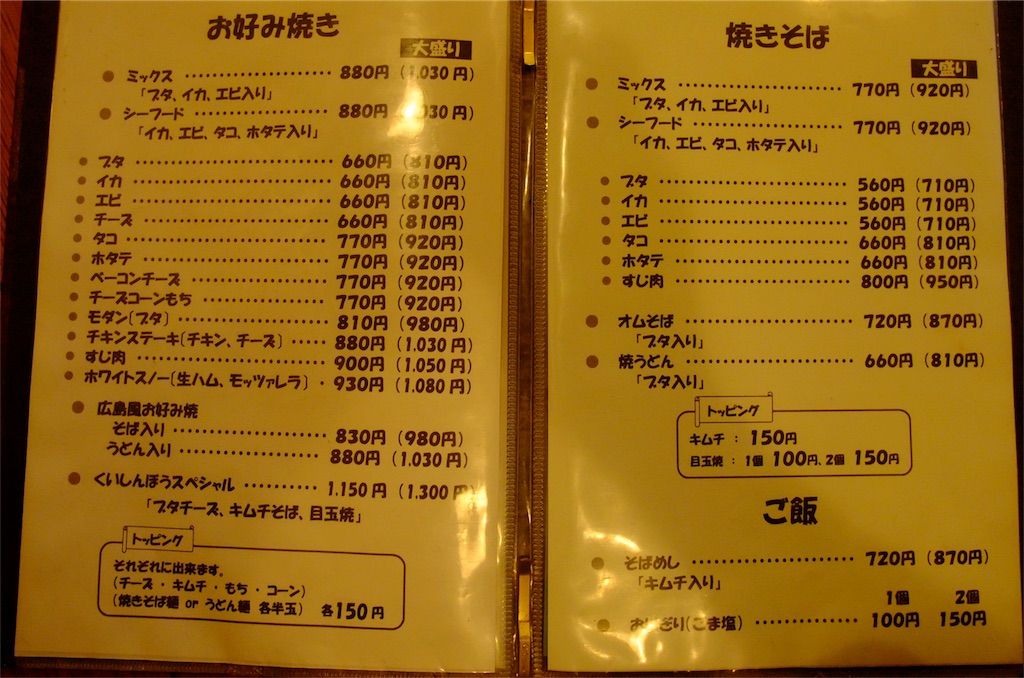 お好み焼き
大盛り
● ミックス ・・・・・・・・・・・・・・・・・・・・ 880円 (1,030円)
「ブタ、イカ、エビ入り」
● シーフード ・・・・・・・・・・・・・・・・・・ 880円 (1,030円)
「イカ、エビ、タコ、ホタテ入り」
● ブタ ・・・・・・・・・・・・・・・・・・・・ 660円 (810円)
● イカ ・・・・・・・・・・・・・・・・・・・・ 660円 (810円)
● エビ ・・・・・・・・・・・・・・・・・・・・ 660円 (810円)
● チーズ ・・・・・・・・・・・・・・・・・・ 660円 (810円)
● タコ ・・・・・・・・・・・・・・・・・・・・ 770円 (920円)
● ホタテ ・・・・・・・・・・・・・・・・・・ 770円 (920円)
● ベーコンチーズ ・・・・・・・・・・・・ 770円 (920円)
● チーズコーンもち ・・・・・・・・・・ 770円 (920円)
● モダン〔ブタ〕 ・・・・・・・・・・・・ 810円 (980円)
● チキンステーキ〔チキン、チーズ〕 ・・・・ 880円 (1,030円)
● すじ肉 ・・・・・・・・・・・・・・・・・・ 900円 (1,050円)
● ホワイトスノー〔生ハム、モッツァレラ〕 ・ 930円 (1,080円)
● 広島風お好み焼
そば入り ・・・・・・・・・・・・・・・・ 830円 (980円)
うどん入り ・・・・・・・・・・・・・・ 880円 (1,030円)
● くいしんぼうスペシャル ・・・・・・・・・・ 1,150円 (1,300円)
「ブタチーズ、キムチそば、目玉焼」
トッピング
それぞれに出来ます。
(チーズ ・ キムチ ・ もち ・ コーン)
(焼きそば麺 or うどん麺 各半玉) 各150円
焼きそば
大盛り
● ミックス ・・・・・・・・・・・・・・・・・・ 770円 (920円)
「ブタ、イカ、エビ入り」
● シーフード ・・・・・・・・・・・・・・・・ 770円 (920円)
「イカ、エビ、タコ、ホタテ入り」
● ブタ ・・・・・・・・・・・・・・・・・・・・ 560円 (710円)
● イカ ・・・・・・・・・・・・・・・・・・・・ 560円 (710円)
● エビ ・・・・・・・・・・・・・・・・・・・・ 560円 (710円)
● タコ ・・・・・・・・・・・・・・・・・・・・ 660円 (810円)
● ホタテ ・・・・・・・・・・・・・・・・・・ 660円 (810円)
● すじ肉 ・・・・・・・・・・・・・・・・・・ 800円 (950円)
● オムそば ・・・・・・・・・・・・・・・・・・ 720円 (870円)
「ブタ入り」
● 焼うどん ・・・・・・・・・・・・・・・・・・ 660円 (810円)
「ブタ入り」
トッピング
キムチ : 150円
目玉焼 : 1個 100円、2個 150円
ご飯
● そばめし ・・・・・・・・・・・・・・・・・・ 720円 (870円)
「キムチ入り」
1個 2個
● おにぎり(ごま塩) ・・・・・・・・・・・・ 100円 150円